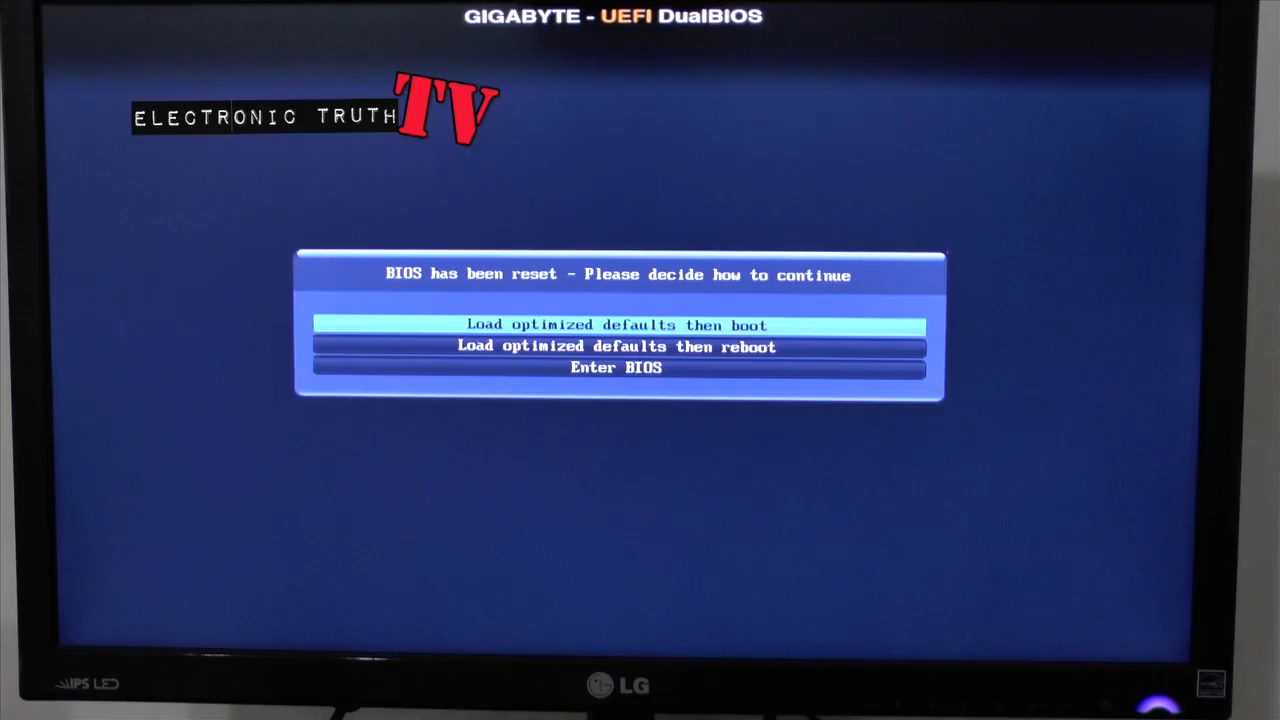 GIGABYTE - UEFI DualBIOS
ELECTRONIC TRUTH TV
BIOS has been reset - Please decide how to continue
Load optimized defaults then boot
Load optimized defaults then reboot
Enter BIOS
IPS LED
LG